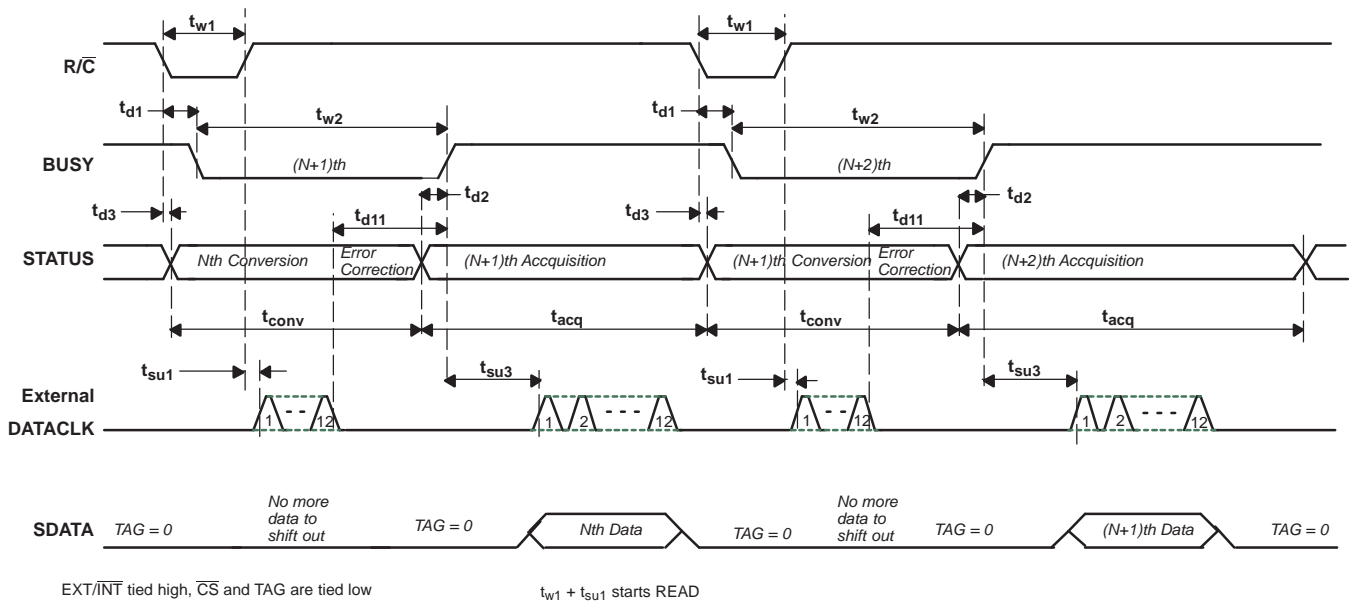 tw1 tw1
R/C
td1 tw2 td1 tw2
BUSY (N+1)th (N+2)th
td2 td2
td3 td11 td3 td11
STATUS Nth Conversion Error Correction (N+1)th Accquisition (N+1)th Conversion Error Correction (N+2)th Accquisition
tconv tacq tconv tacq
tsu1 tsu3 tsu1 tsu3
External
DATACLK 1 - - 12 1 2 - - - 12 1 - - 12 1 2 - - - 12
SDATA TAG = 0 No more data to shift out TAG = 0 Nth Data TAG = 0 No more data to shift out TAG = 0 (N+1)th Data TAG = 0
EXT/INT tied high, CS and TAG are tied low tw1 + tsu1 starts READ